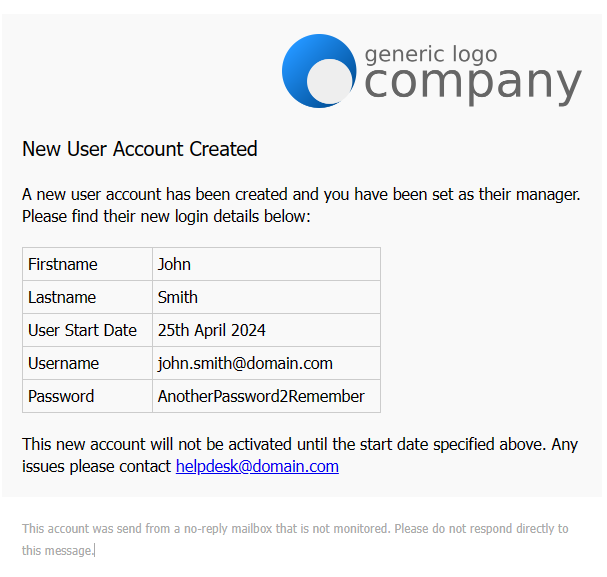 generic logo
company
New User Account Created
A new user account has been created and you have been set as their manager.
Please find their new login details below:
Firstname John
Lastname Smith
User Start Date 25th April 2024
Username john.smith@domain.com
Password AnotherPassword2Remember
This new account will not be activated until the start date specified above. Any
issues please contact helpdesk@domain.com
This account was send from a no-reply mailbox that is not monitored. Please do not respond directly to
this message.